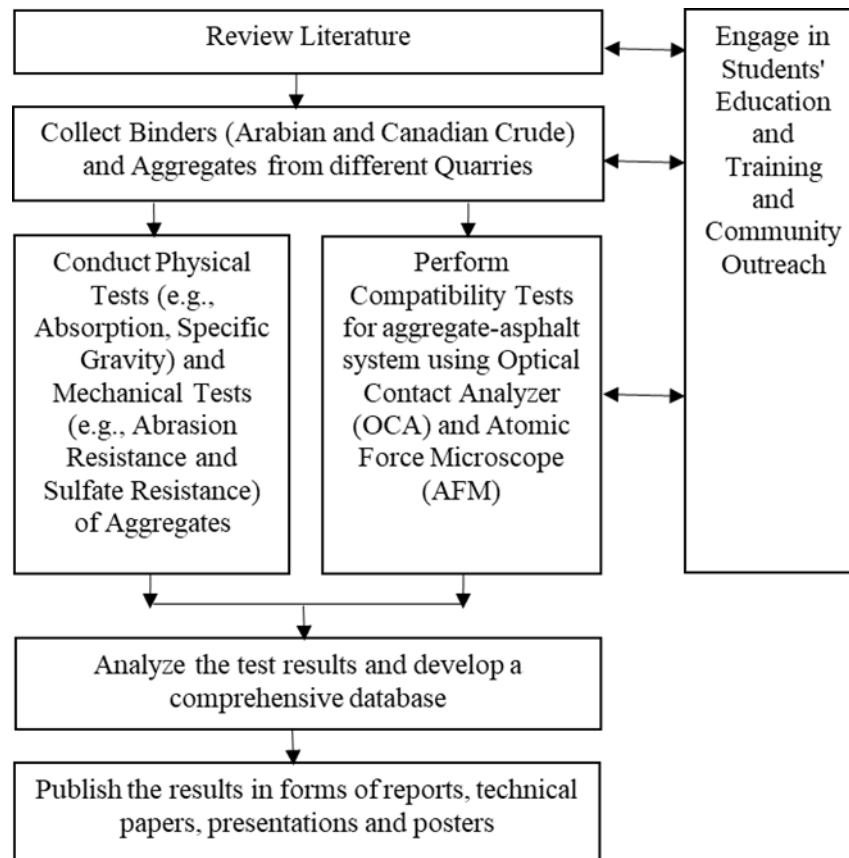 Review Literature
Collect Binders (Arabian and Canadian Crude)
and Aggregates from different Quarries
Conduct Physical
Tests (e.g.,
Absorption, Specific
Gravity) and
Mechanical Tests
(e.g., Abrasion
Resistance and
Sulfate Resistance)
of Aggregates
Perform
Compatibility Tests
for aggregate-asphalt
system using Optical
Contact Analyzer
(OCA) and Atomic
Force Microscope
(AFM)
Analyze the test results and develop a
comprehensive database
Publish the results in forms of reports, technical
papers, presentations and posters
Engage in
Students'
Education
and
Training
and
Community
Outreach